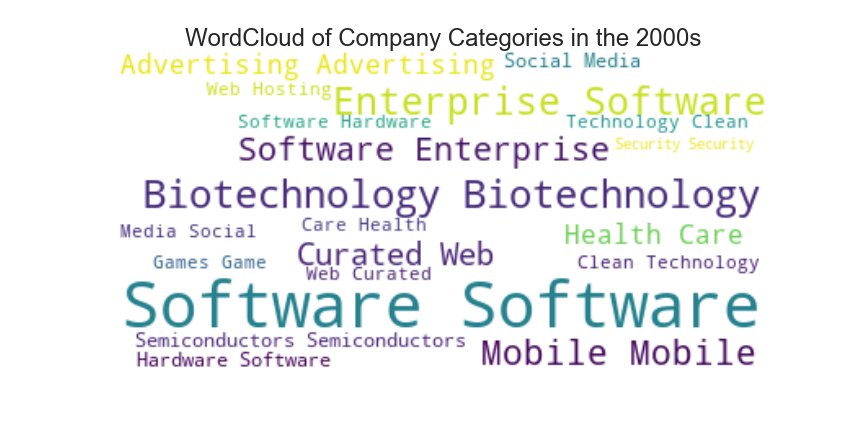 WordCloud of Company Categories in the 2000s
Advertising Advertising
Social Media
Web Hosting
Enterprise Software
Software Hardware
Technology Clean
Software Enterprise
Security Security
Biotechnology Biotechnology
Media Social
Care Health
Health Care
Curated Web
Games Game
Clean Technology
Web Curated
Software Software
Semiconductors Semiconductors
Mobile Mobile
Hardware Software